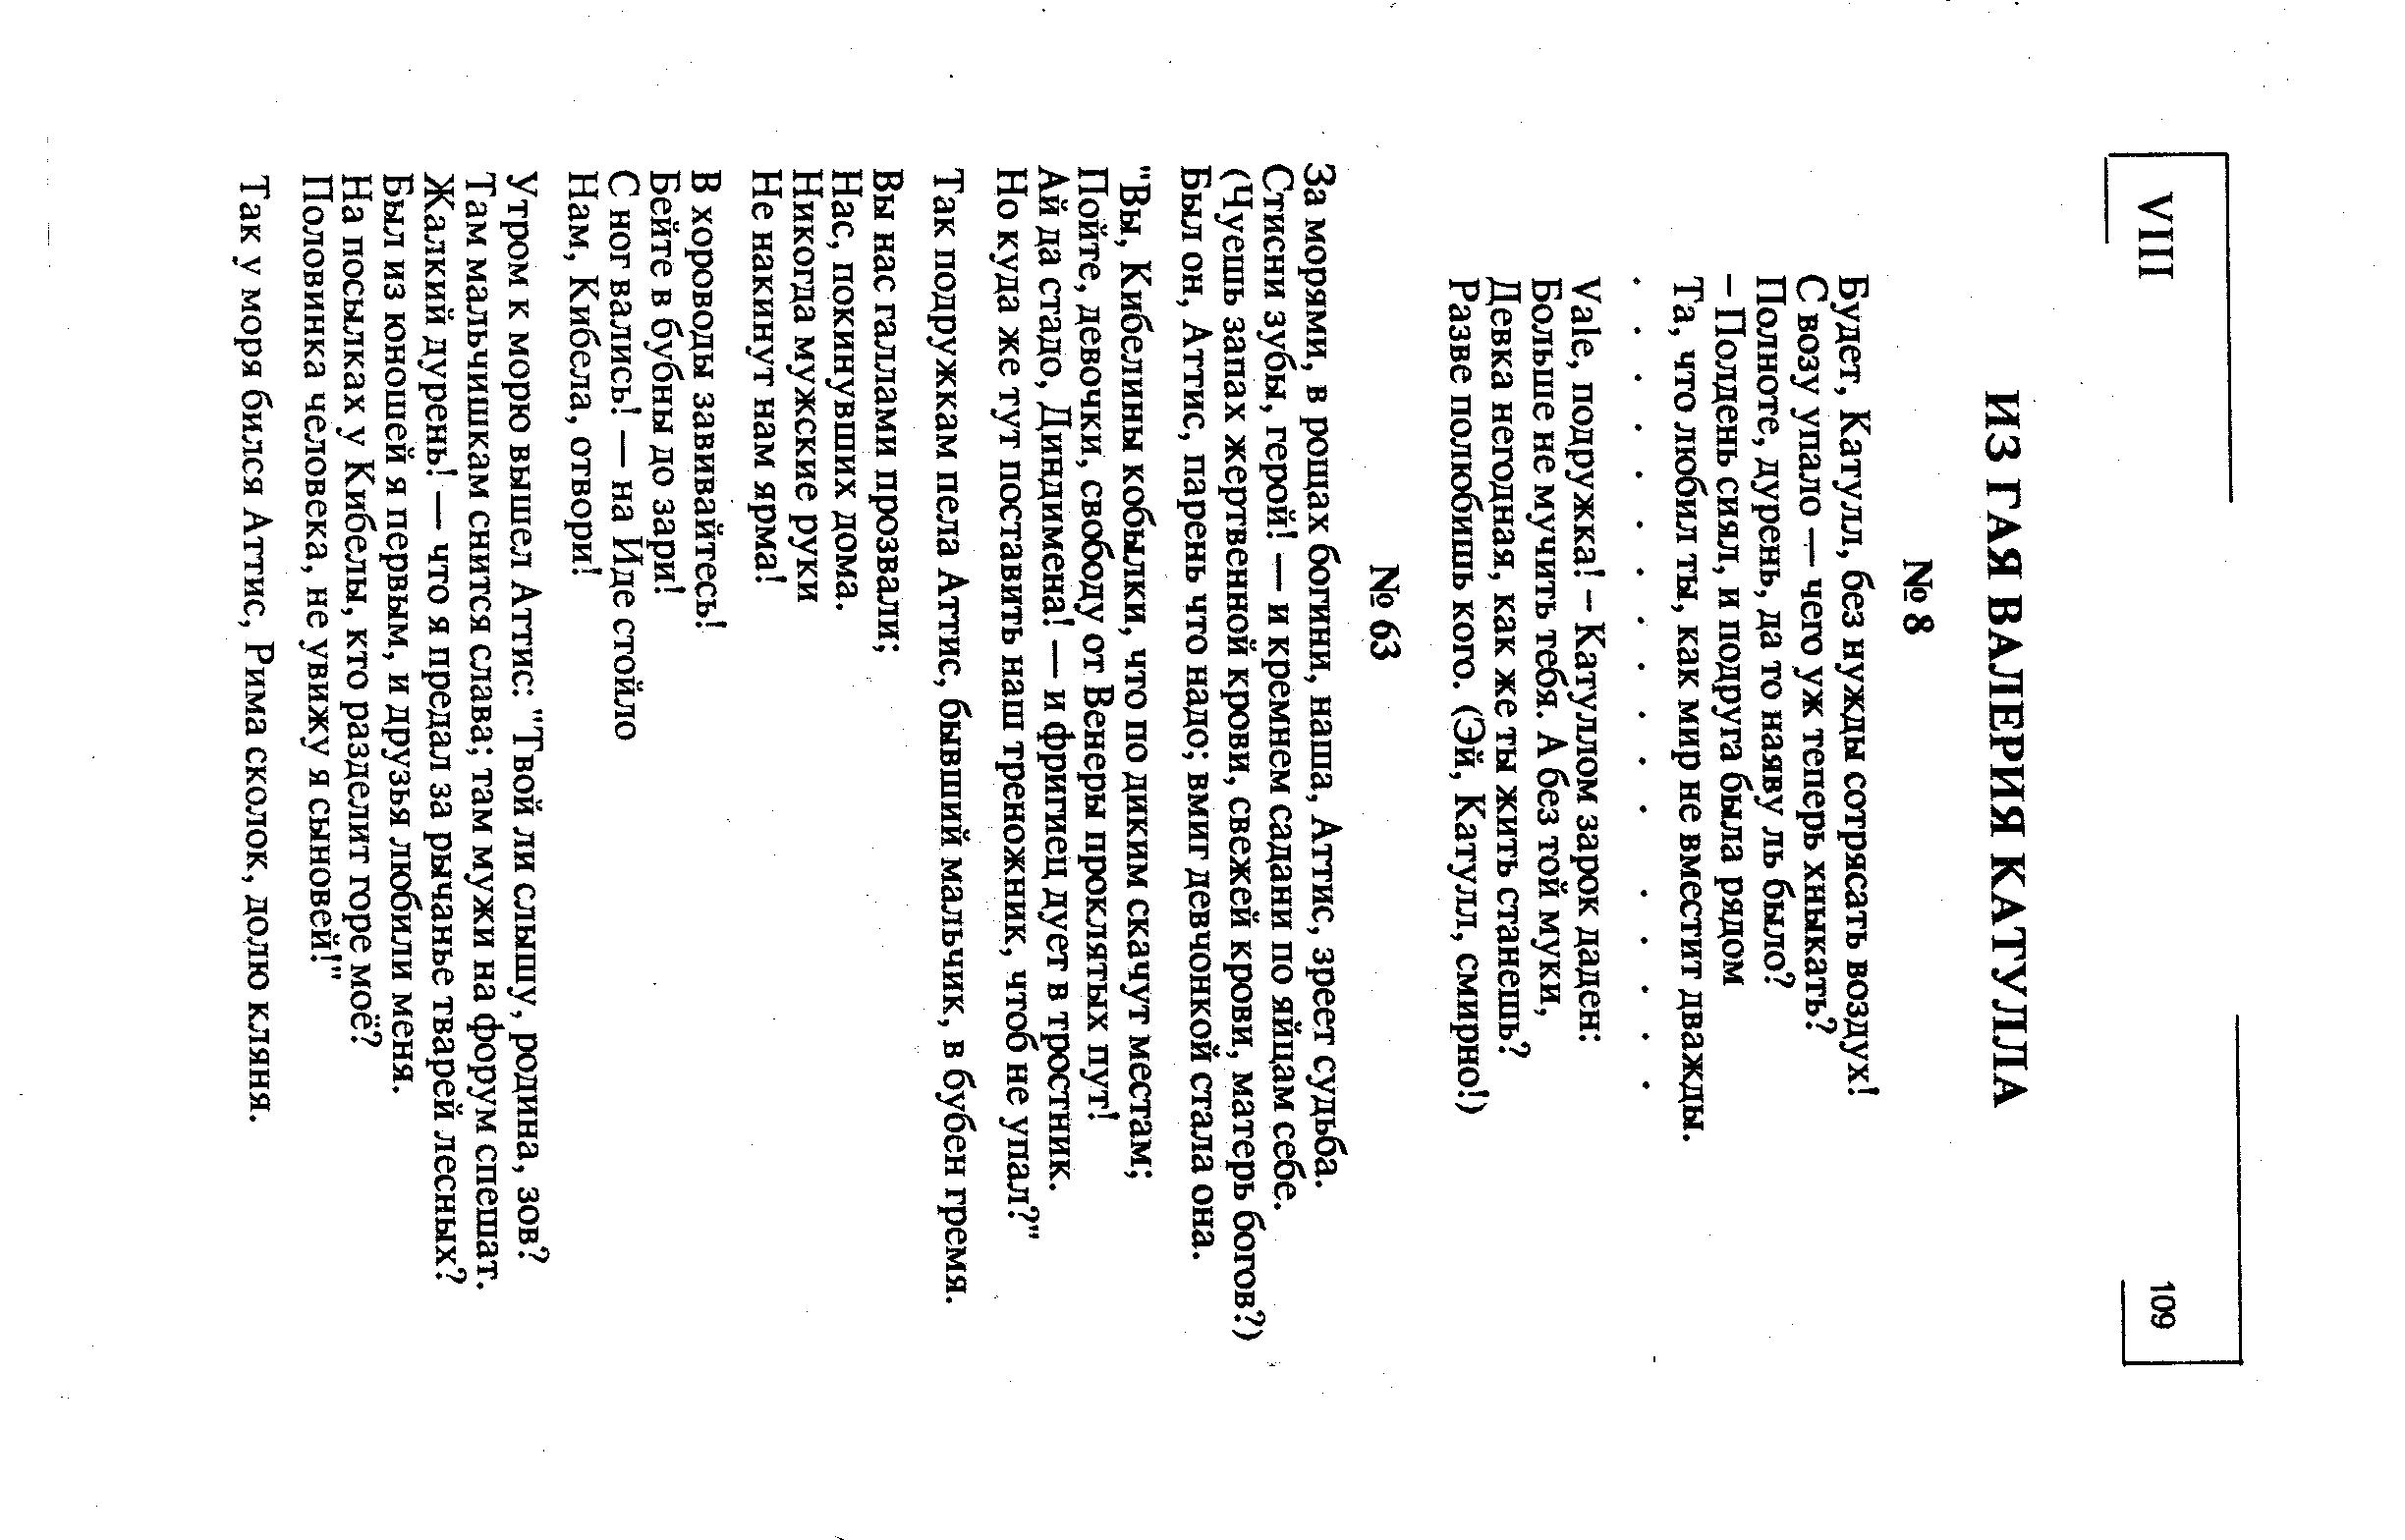 VIII
109
ИЗ ГАЯ ВАЛЕРИЯ КАТУЛЛА
№ 8
Будет, Катулл, без нужды сотрясать воздух!
С возу упало — чего уж теперь хныкать?
Полноте, дурень, да то наяву ль было?
– Полдень сиял, и подруга была рядом
Та, что любил ты, как мир не вместит дважды.
. . . . . . . . . . . . . . . . . .
Vale, подружка! – Катуллом зарок даден:
Больше не мучить тебя. А без той муки,
Девка негодная, как же ты жить станешь?
Разве полюбишь кого. (Эй, Катулл, смирно!)
№ 63
За морями, в рощах богини, наша, Аттис, зреет судьба.
Стисни зубы, герой! — и кремнем садани по яйцам себе.
(Чуешь запах жертвенной крови, свежей крови, матерь богов?)
Был он, Аттис, парень что надо; вмиг девчонкой стала она.
"Вы, Кибелины кобылки, что по диким скачут местам;
Пойте, девочки, свободу от Венеры проклятых пут!
Ай да стадо, Диндимена! — и фригиец дует в тростник.
Но куда же тут поставить наш треножник, чтоб не упал?"
Так подружкам пела Аттис, бывший мальчик, в бубен гремя.
Вы нас галлами прозвали;
Нас, покинувших дома.
Никогда мужские руки
Не накинут нам ярма!
В хороводы завивайтесь!
Бейте в бубны до зари!
С ног вались! — на Иде стойло
Нам, Кибела, отвори!
Утром к морю вышел Аттис: "Твой ли слышу, родина, зов?
Там мальчишкам снится слава; там мужи на форум спешат.
Жалкий дурень! — что я предал за рычанье тварей лесных?
Был из юношей я первым, и друзья любили меня.
На посылках у Кибелы, кто разделит горе моё?
Половинка человека, не увижу я сыновей!"
Так у моря бился Аттис, Рима сколок, долю кляня.